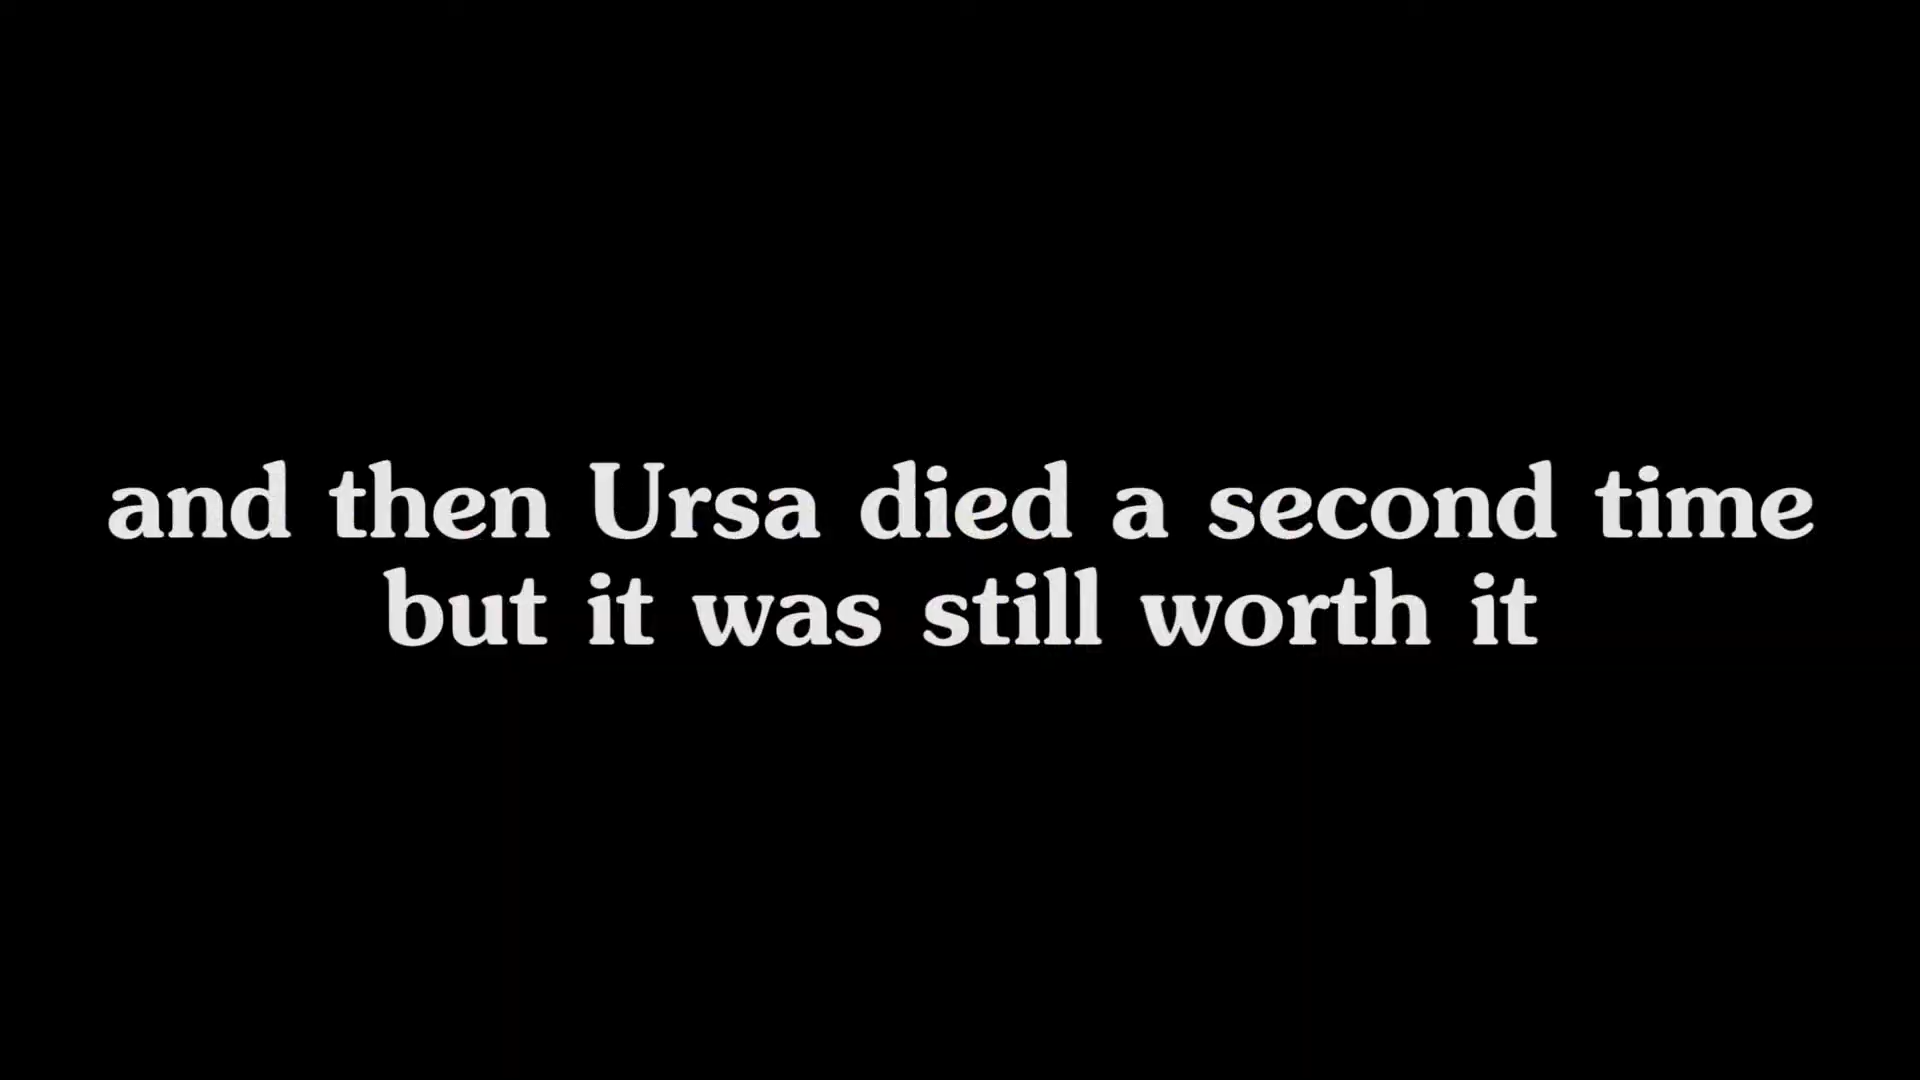 and then Ursa died a second time
but it was still worth it